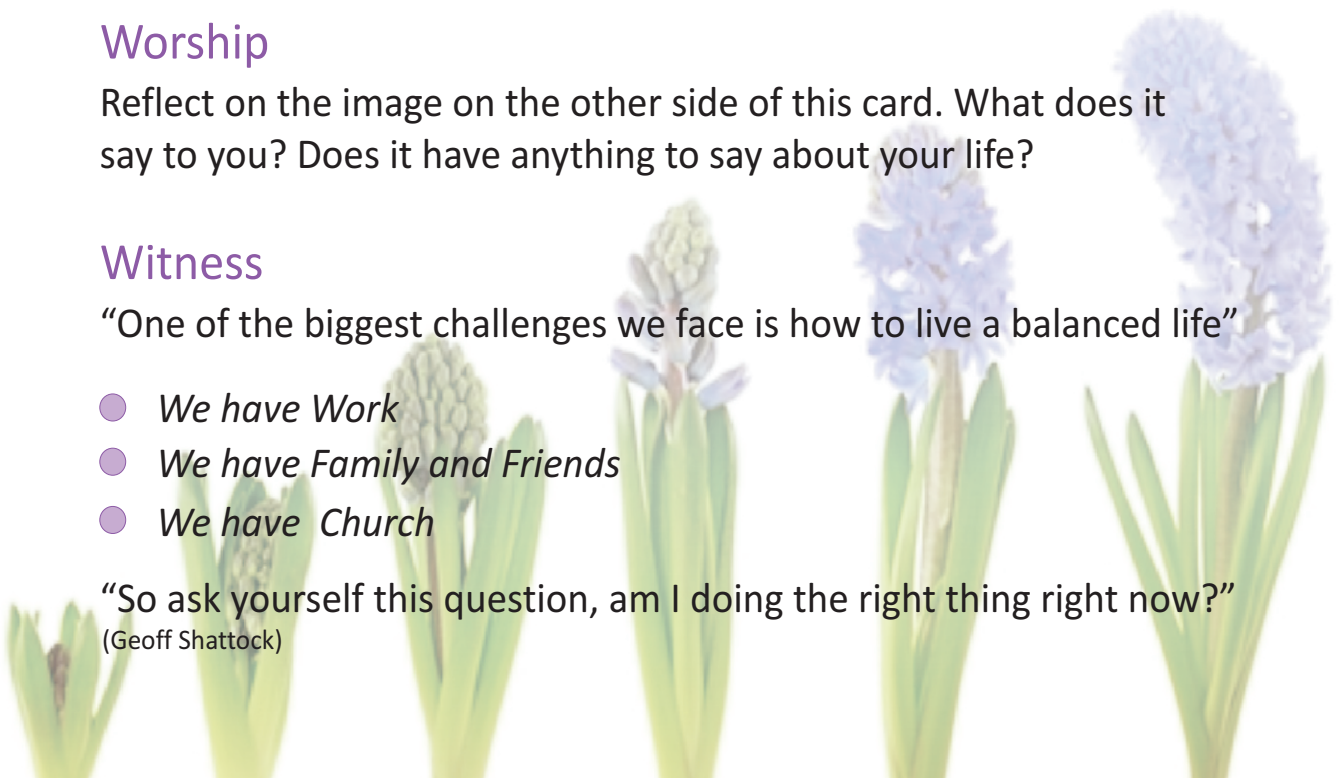 Worship
Reflect on the image on the other side of this card. What does it
say to you? Does it have anything to say about your life?
Witness
“One of the biggest challenges we face is how to live a balanced life”
We have Work
We have Family and Friends
We have  Church
“So ask yourself this question, am I doing the right thing right now?”
(Geoff Shattock)